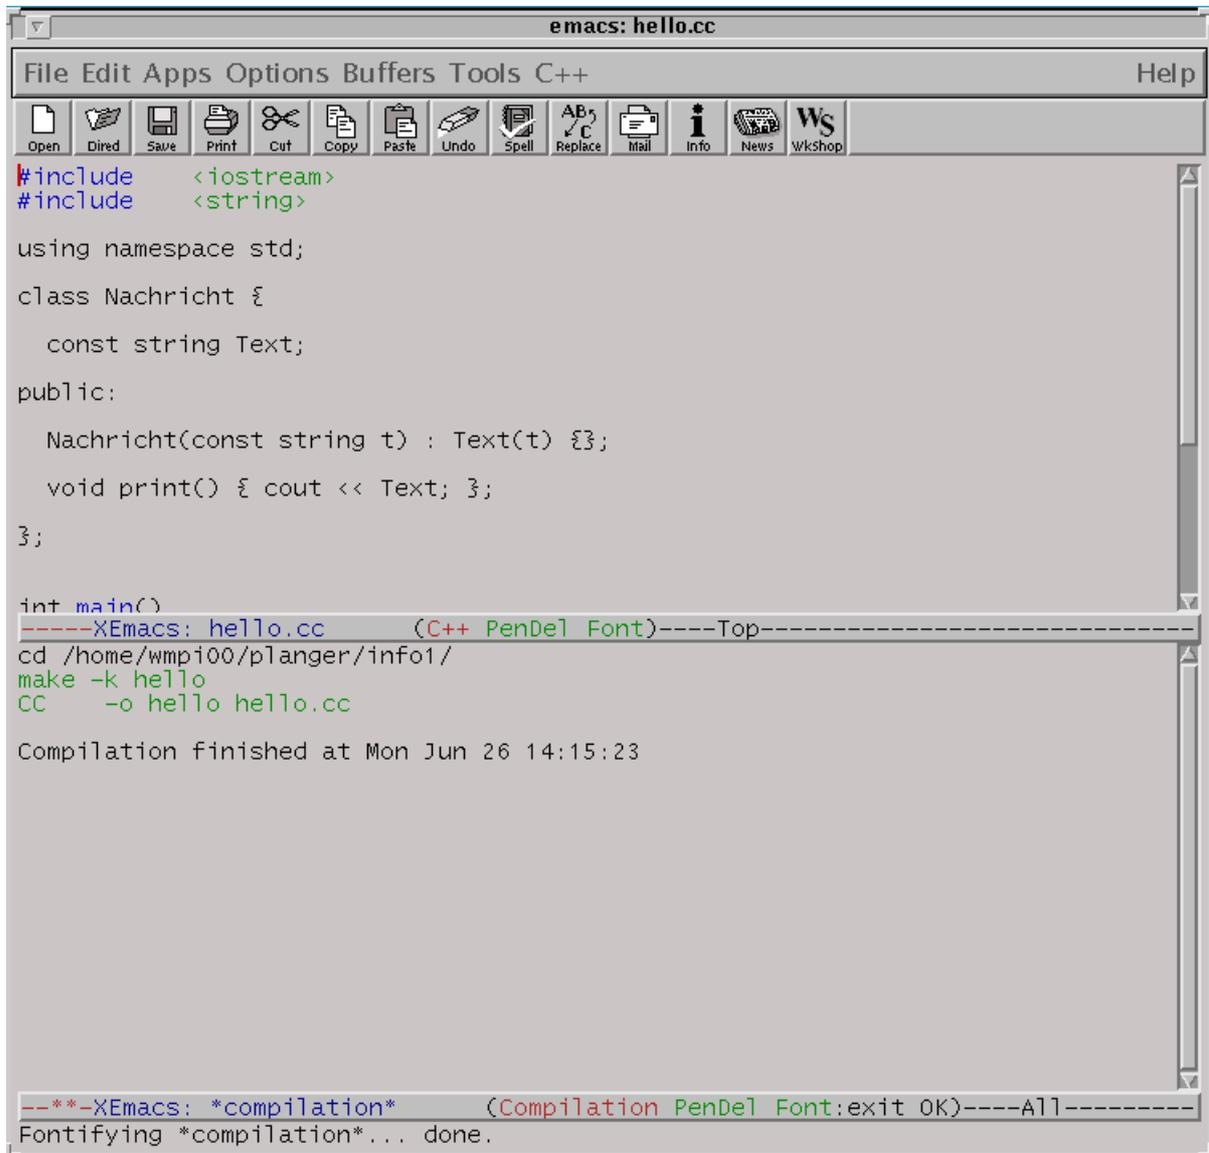 emacs: hello.cc
File Edit Apps Options Buffers Tools C++ Help
Open Dired Save Print Cut Copy Paste Undo Spell Replace Mail Info News WkShop
#include    <iostream>
#include    <string>
using namespace std;
class Nachricht {
  const string Text;
public:
  Nachricht(const string t) : Text(t) {};
  void print() { cout << Text; };
};
int main()
-----XEmacs: hello.cc      (C++ PenDel Font)----Top------------------------------
cd /home/wmpi00/planger/info1/
make -k hello
CC    -o hello hello.cc
Compilation finished at Mon Jun 26 14:15:23
--**-XEmacs: *compilation*      (Compilation PenDel Font:exit OK)----All---------
Fontifying *compilation*... done.